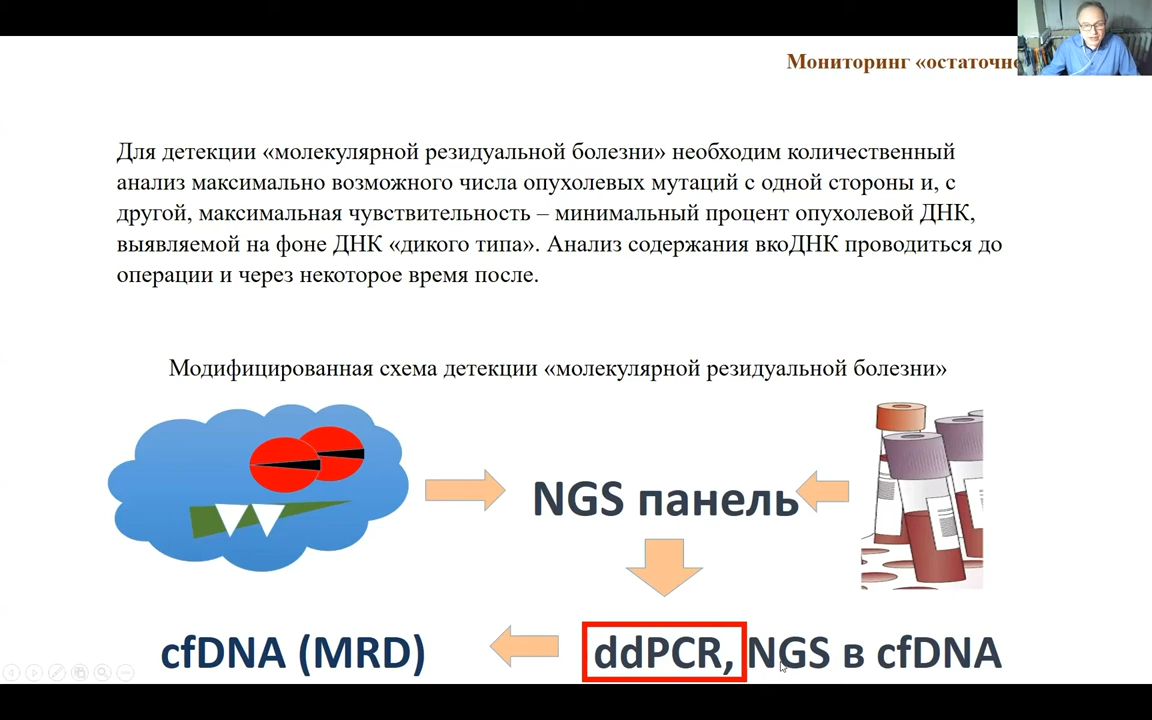 Мониторинг «остаточно
Для детекции «молекулярной резидуальной болезни» необходим количественный
анализ максимально возможного числа опухолевых мутаций с одной стороны и, с
другой, максимальная чувствительность – минимальный процент опухолевой ДНК,
выявляемой на фоне ДНК «дикого типа». Анализ содержания вкоДНК проводиться до
операции и через некоторое время после.
Модифицированная схема детекции «молекулярной резидуальной болезни»
NGS панель
cfDNA (MRD)
ddPCR, NGS в cfDNA